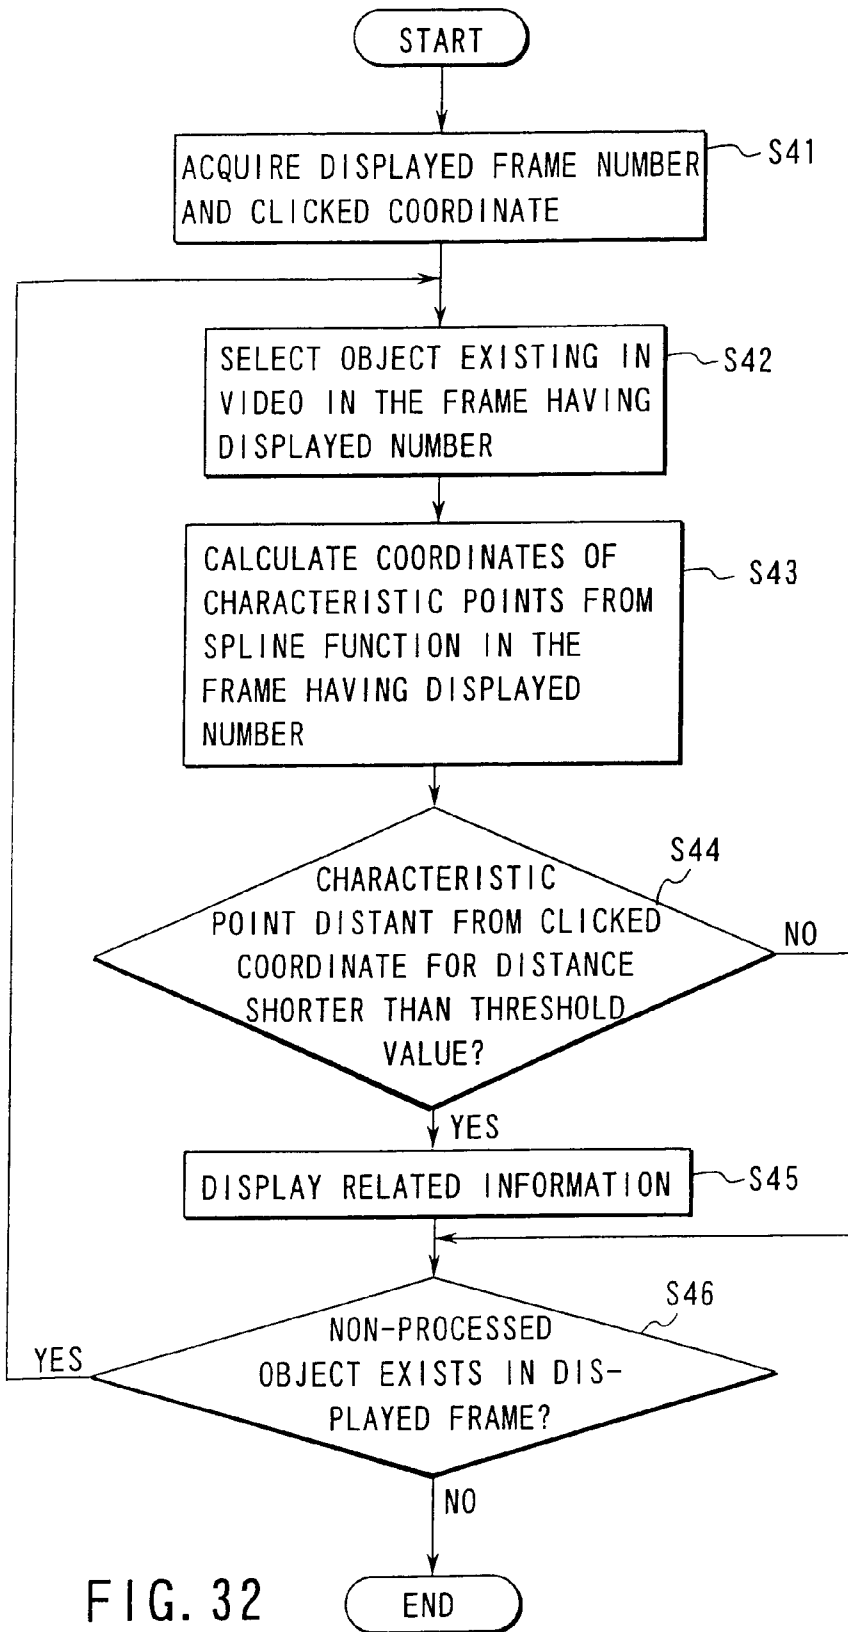 START
ACQUIRE DISPLAYED FRAME NUMBER
AND CLICKED COORDINATE
S41
SELECT OBJECT EXISTING IN
VIDEO IN THE FRAME HAVING
DISPLAYED NUMBER
S42
CALCULATE COORDINATES OF
CHARACTERISTIC POINTS FROM
SPLINE FUNCTION IN THE
FRAME HAVING DISPLAYED
NUMBER
S43
CHARACTERISTIC
POINT DISTANT FROM CLICKED
COORDINATE FOR DISTANCE
SHORTER THAN THRESHOLD
VALUE?
S44
NO
YES
DISPLAY RELATED INFORMATION
S45
NON-PROCESSED
OBJECT EXISTS IN DIS-
PLAYED FRAME?
S46
YES
NO
END
FIG. 32